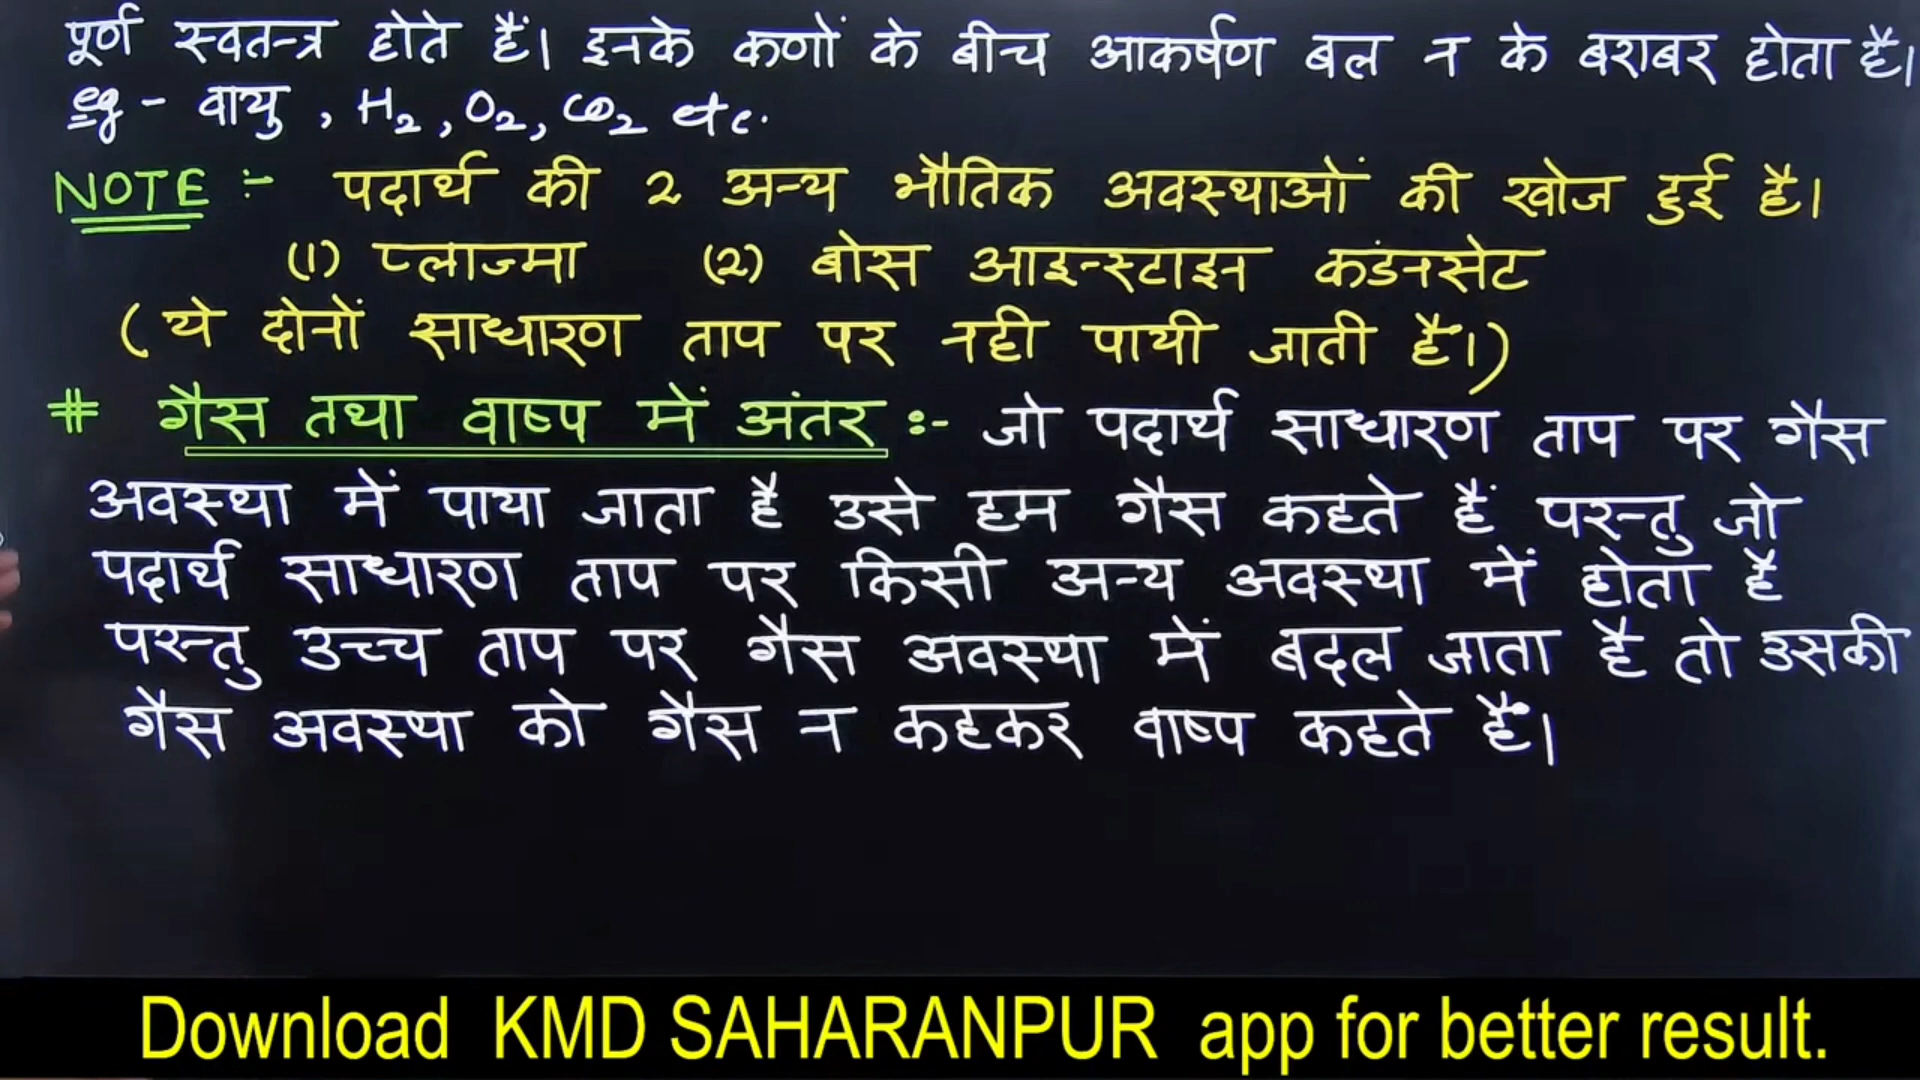 पूर्ण स्वतन्त्र होते हैं। इनके कणों के बीच आकर्षण बल न के बराबर होता है।
eg - वायु , H₂ , O₂, CO₂ etc.
NOTE :- पदार्थ की 2 अन्य भौतिक अवस्थाओं की खोज हुई है।
(1) प्लाज्मा (2) बोस आइन्स्टाइन कंडनसेट
( ये दोनों साधारण ताप पर नही पायी जाती है।)
# गैस तथा वाष्प में अंतर :- जो पदार्थ साधारण ताप पर गैस
अवस्था में पाया जाता है उसे हम गैस कहते हैं परन्तु जो
पदार्थ साधारण ताप पर किसी अन्य अवस्था में होता है
परन्तु उच्च ताप पर गैस अवस्था में बदल जाता है तो उसकी
गैस अवस्था को गैस न कहकर वाष्प कहते हैं।
Download KMD SAHARANPUR app for better result.